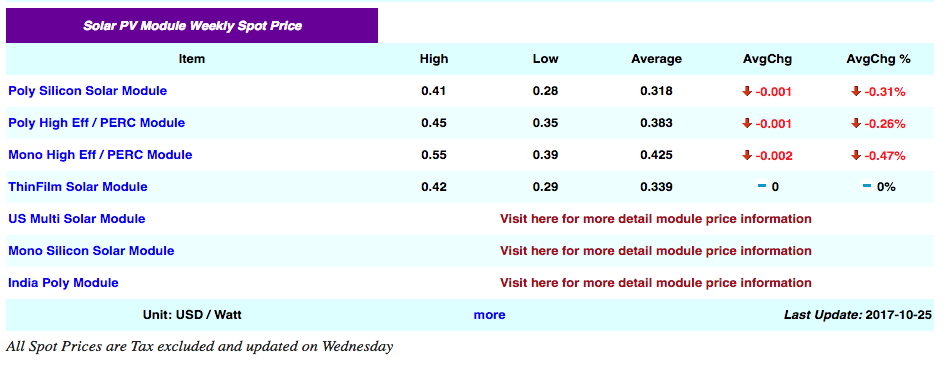 Solar PV Module Weekly Spot Price
Item High Low Average AvgChg AvgChg %
Poly Silicon Solar Module 0.41 0.28 0.318 -0.001 -0.31%
Poly High Eff / PERC Module 0.45 0.35 0.383 -0.001 -0.26%
Mono High Eff / PERC Module 0.55 0.39 0.425 -0.002 -0.47%
ThinFilm Solar Module 0.42 0.29 0.339 0 0%
US Multi Solar Module Visit here for more detail module price information
Mono Silicon Solar Module Visit here for more detail module price information
India Poly Module Visit here for more detail module price information
Unit: USD / Watt more Last Update: 2017-10-25
All Spot Prices are Tax excluded and updated on Wednesday